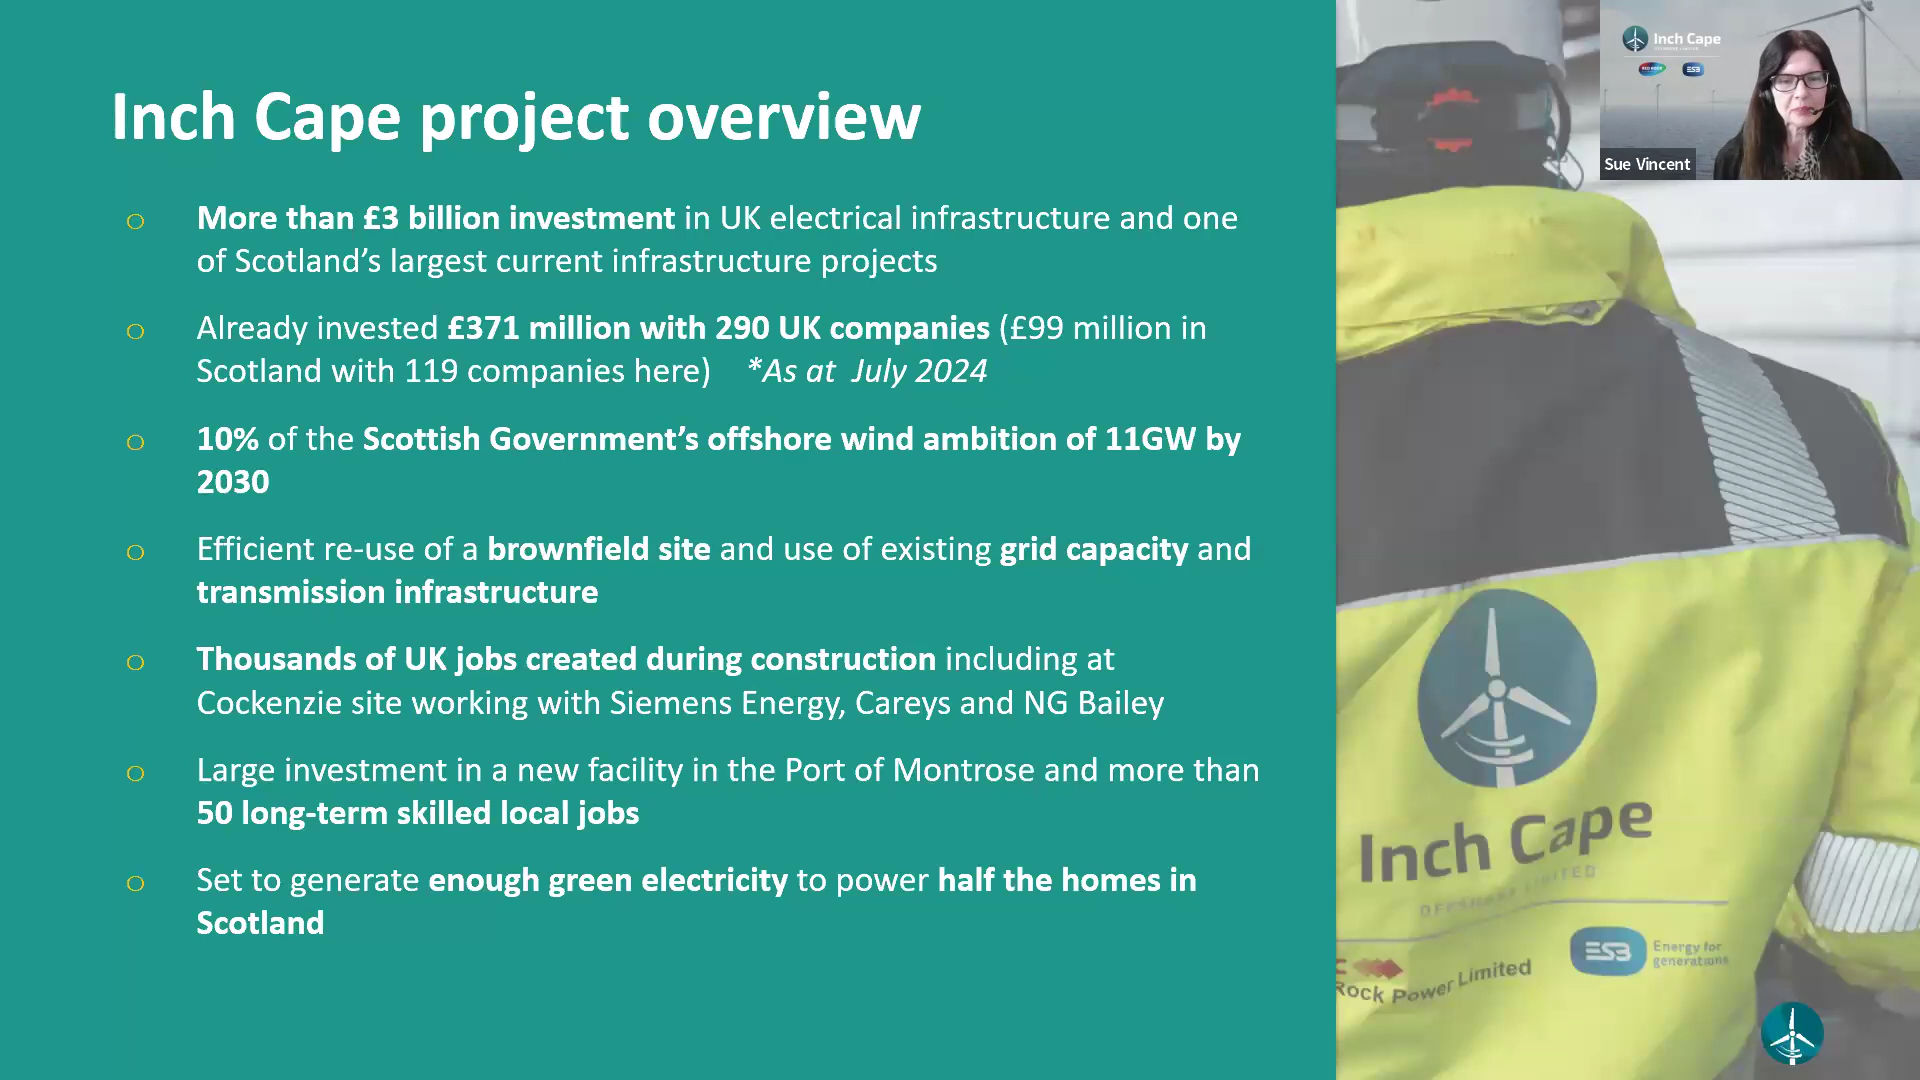 Inch Cape project overview
o More than £3 billion investment in UK electrical infrastructure and one
of Scotland’s largest current infrastructure projects
o Already invested £371 million with 290 UK companies (£99 million in
Scotland with 119 companies here) *As at July 2024
o 10% of the Scottish Government’s offshore wind ambition of 11GW by
2030
o Efficient re-use of a brownfield site and use of existing grid capacity and
transmission infrastructure
o Thousands of UK jobs created during construction including at
Cockenzie site working with Siemens Energy, Careys and NG Bailey
o Large investment in a new facility in the Port of Montrose and more than
50 long-term skilled local jobs
o Set to generate enough green electricity to power half the homes in
Scotland
Inch Cape
ESB
Sue Vincent
Inch Cape
OFFSHORE LIMITED
Rock Power Limited
ESB Energy for
generations